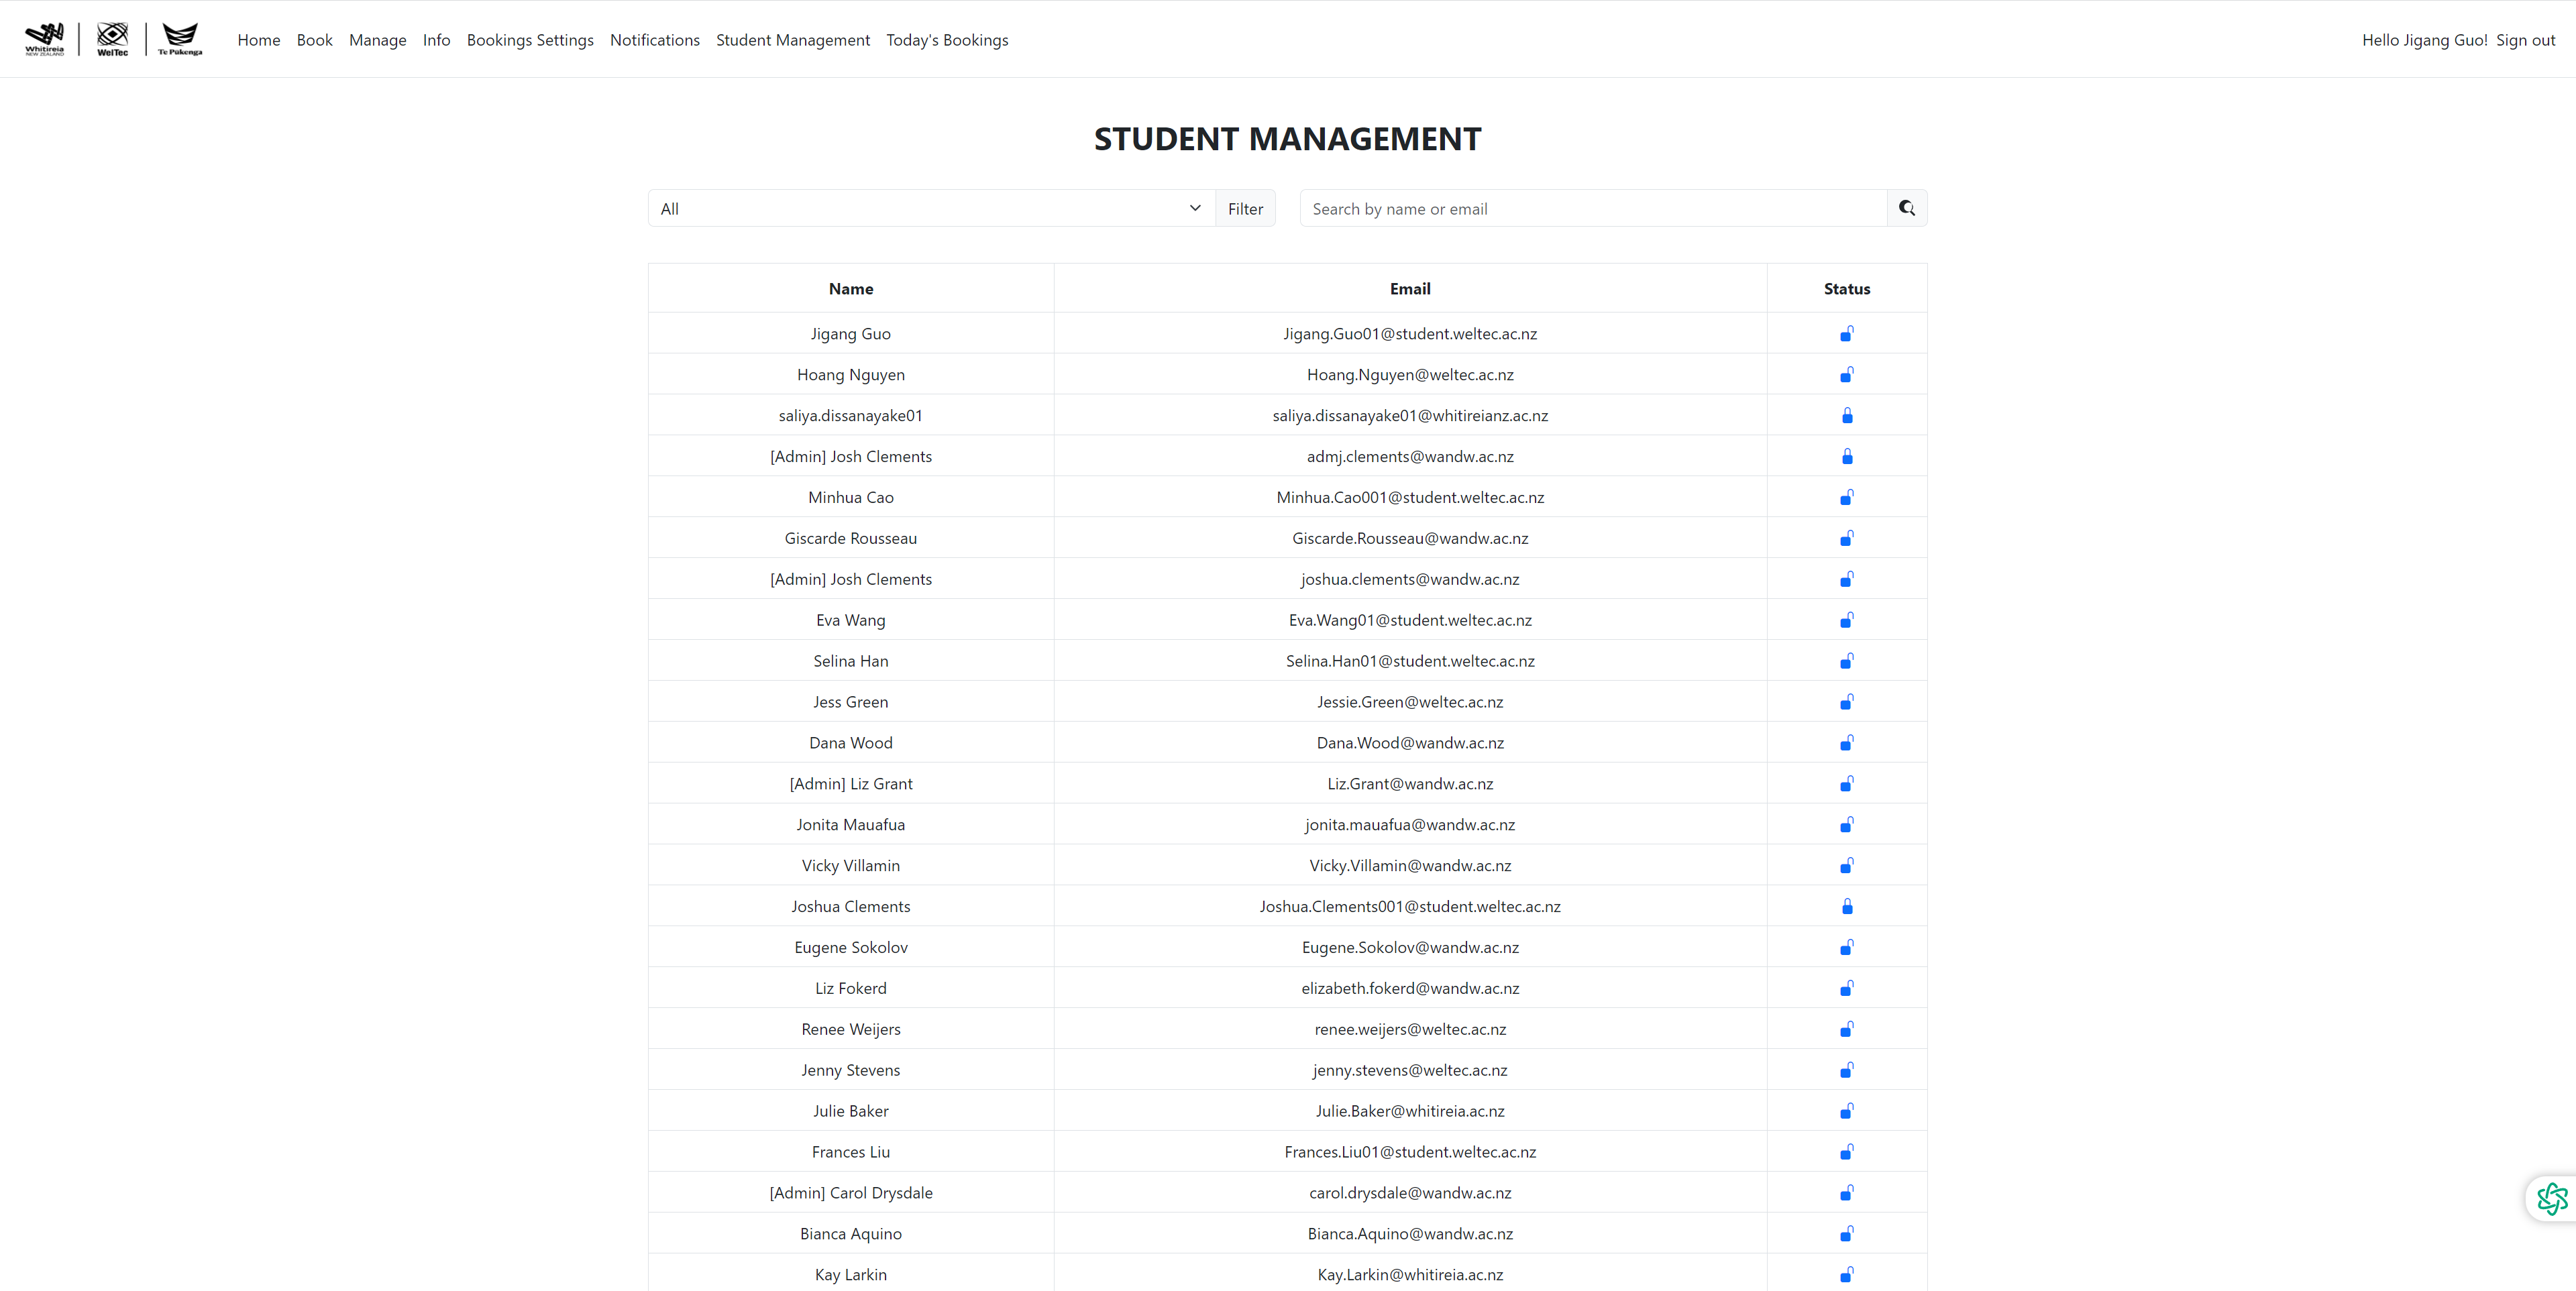 Whitireia
NEW ZEALAND
WelTec
Te Pūkenga
Home Book Manage Info Bookings Settings Notifications Student Management Today's Bookings
Hello Jigang Guo! Sign out
STUDENT MANAGEMENT
All Filter Search by name or email
Name Email Status
Jigang Guo Jigang.Guo01@student.weltec.ac.nz
Hoang Nguyen Hoang.Nguyen@weltec.ac.nz
saliya.dissanayake01 saliya.dissanayake01@whitireianz.ac.nz
[Admin] Josh Clements admj.clements@wandw.ac.nz
Minhua Cao Minhua.Cao001@student.weltec.ac.nz
Giscarde Rousseau Giscarde.Rousseau@wandw.ac.nz
[Admin] Josh Clements joshua.clements@wandw.ac.nz
Eva Wang Eva.Wang01@student.weltec.ac.nz
Selina Han Selina.Han01@student.weltec.ac.nz
Jess Green Jessie.Green@weltec.ac.nz
Dana Wood Dana.Wood@wandw.ac.nz
[Admin] Liz Grant Liz.Grant@wandw.ac.nz
Jonita Mauafua jonita.mauafua@wandw.ac.nz
Vicky Villamin Vicky.Villamin@wandw.ac.nz
Joshua Clements Joshua.Clements001@student.weltec.ac.nz
Eugene Sokolov Eugene.Sokolov@wandw.ac.nz
Liz Fokerd elizabeth.fokerd@wandw.ac.nz
Renee Weijers renee.weijers@weltec.ac.nz
Jenny Stevens jenny.stevens@weltec.ac.nz
Julie Baker Julie.Baker@whitireia.ac.nz
Frances Liu Frances.Liu01@student.weltec.ac.nz
[Admin] Carol Drysdale carol.drysdale@wandw.ac.nz
Bianca Aquino Bianca.Aquino@wandw.ac.nz
Kay Larkin Kay.Larkin@whitireia.ac.nz